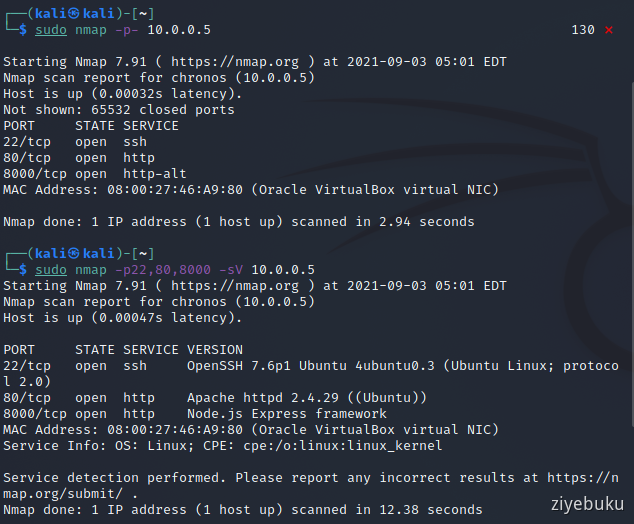 ┌──(kali㉿kali)-[~]
└─$ sudo nmap -p- 10.0.0.5 130 ⨯
Starting Nmap 7.91 ( https://nmap.org ) at 2021-09-03 05:01 EDT
Nmap scan report for chronos (10.0.0.5)
Host is up (0.00032s latency).
Not shown: 65532 closed ports
PORT     STATE SERVICE
22/tcp   open  ssh
80/tcp   open  http
8000/tcp open  http-alt
MAC Address: 08:00:27:46:A9:80 (Oracle VirtualBox virtual NIC)
Nmap done: 1 IP address (1 host up) scanned in 2.94 seconds
┌──(kali㉿kali)-[~]
└─$ sudo nmap -p22,80,8000 -sV 10.0.0.5
Starting Nmap 7.91 ( https://nmap.org ) at 2021-09-03 05:01 EDT
Nmap scan report for chronos (10.0.0.5)
Host is up (0.00047s latency).
PORT     STATE SERVICE VERSION
22/tcp   open  ssh     OpenSSH 7.6p1 Ubuntu 4ubuntu0.3 (Ubuntu Linux; protoco
l 2.0)
80/tcp   open  http    Apache httpd 2.4.29 ((Ubuntu))
8000/tcp open  http    Node.js Express framework
MAC Address: 08:00:27:46:A9:80 (Oracle VirtualBox virtual NIC)
Service Info: OS: Linux; CPE: cpe:/o:linux:linux_kernel
Service detection performed. Please report any incorrect results at https://n
map.org/submit/ .
Nmap done: 1 IP address (1 host up) scanned in 12.38 seconds
ziyebuku